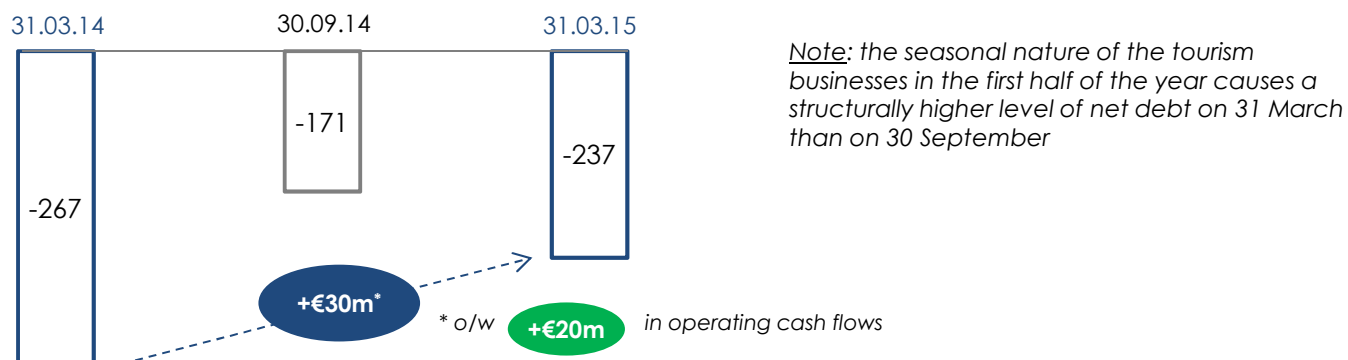 31.03.14 30.09.14 31.03.15
Note: the seasonal nature of the tourism
businesses in the first half of the year causes a
structurally higher level of net debt on 31 March
than on 30 September
-171
-237
-267
+€30m*
* o/w +€20m in operating cash flows